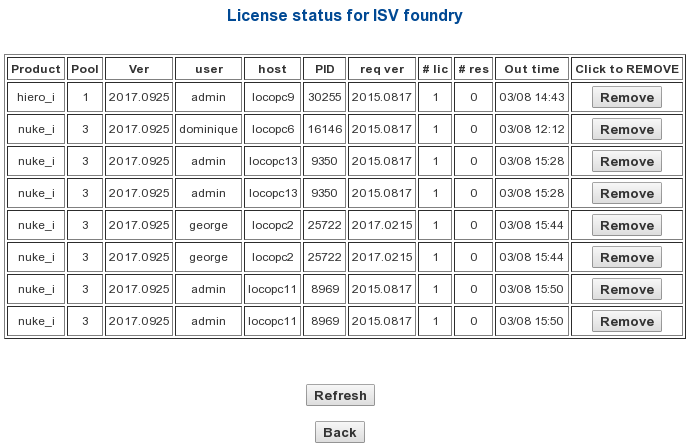 License status for ISV foundry
Product Pool Ver user host PID req ver # lic # res Out time Click to REMOVE
hiero_i 1 2017.0925 admin locopc9 30255 2015.0817 1 0 03/08 14:43 Remove
nuke_i 3 2017.0925 dominique locopc6 16146 2015.0817 1 0 03/08 12:12 Remove
nuke_i 3 2017.0925 admin locopc13 9350 2015.0817 1 0 03/08 15:28 Remove
nuke_i 3 2017.0925 admin locopc13 9350 2015.0817 1 0 03/08 15:28 Remove
nuke_i 3 2017.0925 george locopc2 25722 2017.0215 1 0 03/08 15:44 Remove
nuke_i 3 2017.0925 george locopc2 25722 2017.0215 1 0 03/08 15:44 Remove
nuke_i 3 2017.0925 admin locopc11 8969 2015.0817 1 0 03/08 15:50 Remove
nuke_i 3 2017.0925 admin locopc11 8969 2015.0817 1 0 03/08 15:50 Remove
Refresh
Back